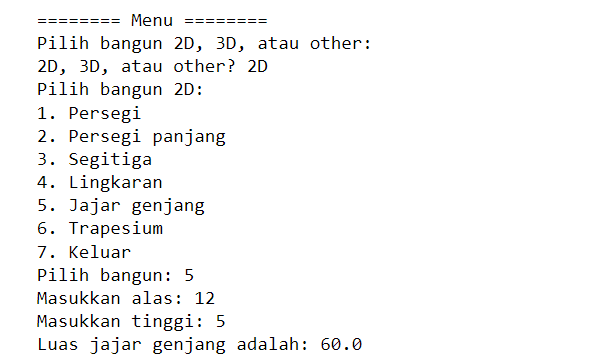 ======== Menu ========
Pilih bangun 2D, 3D, atau other:
2D, 3D, atau other? 2D
Pilih bangun 2D:
1. Persegi
2. Persegi panjang
3. Segitiga
4. Lingkaran
5. Jajar genjang
6. Trapesium
7. Keluar
Pilih bangun: 5
Masukkan alas: 12
Masukkan tinggi: 5
Luas jajar genjang adalah: 60.0